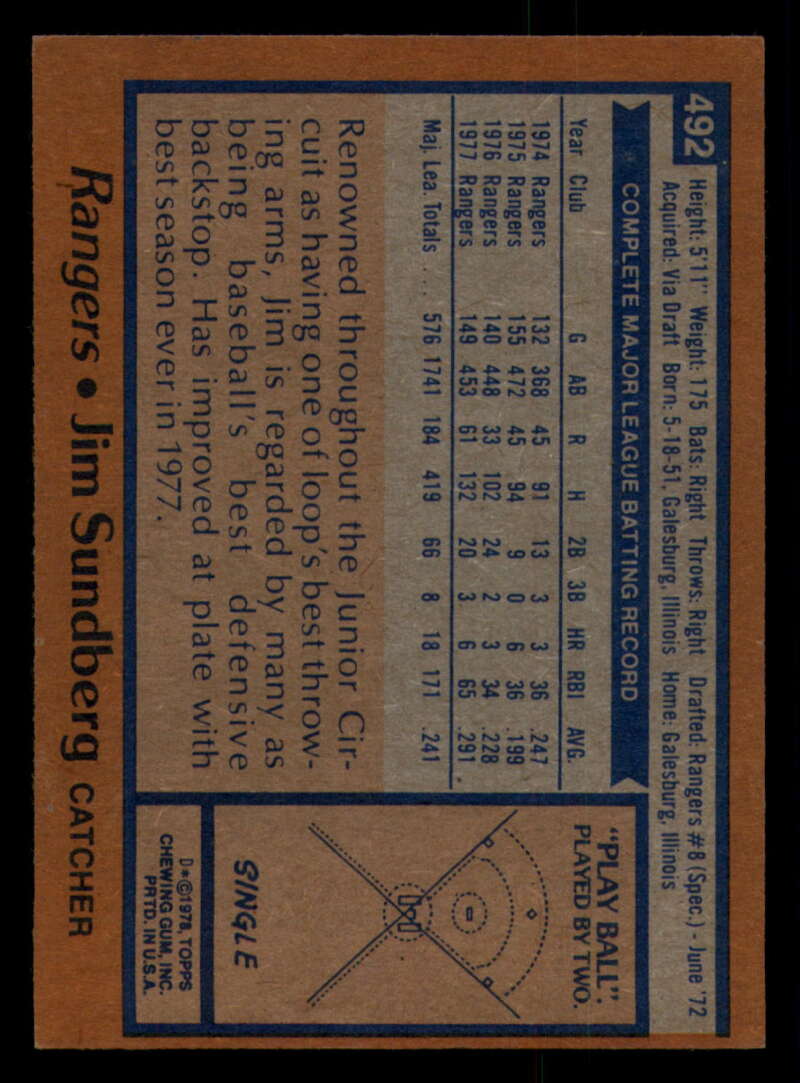 492
Height: 5'11" Weight: 175 Bats: Right Throws: Right Drafted: Rangers #8 (Spec.) - June '72
Acquired: Via Draft Born: 5-18-51, Galesburg, Illinois Home: Galesburg, Illinois
COMPLETE MAJOR LEAGUE BATTING RECORD
Year Club G AB R H 2B 3B HR RBI AVG.
1974 Rangers 132 368 45 91 13 3 3 36 .247
1975 Rangers 155 472 45 94 9 0 6 36 .199
1976 Rangers 140 448 33 102 24 2 3 34 .228
1977 Rangers 149 453 61 132 20 3 6 65 .291
Maj. Lea. Totals .... 576 1741 184 419 66 8 18 171 .241
Renowned throughout the Junior Cir-
cuit as having one of loop's best throw-
ing arms, Jim is regarded by many as
being baseball's best defensive
backstop. Has improved at plate with
best season ever in 1977.
"PLAY BALL".
PLAYED BY TWO.
SINGLE
D*©1978, TOPPS
CHEWING GUM, INC.
PRTD. IN U.S.A.
Rangers • Jim Sundberg CATCHER